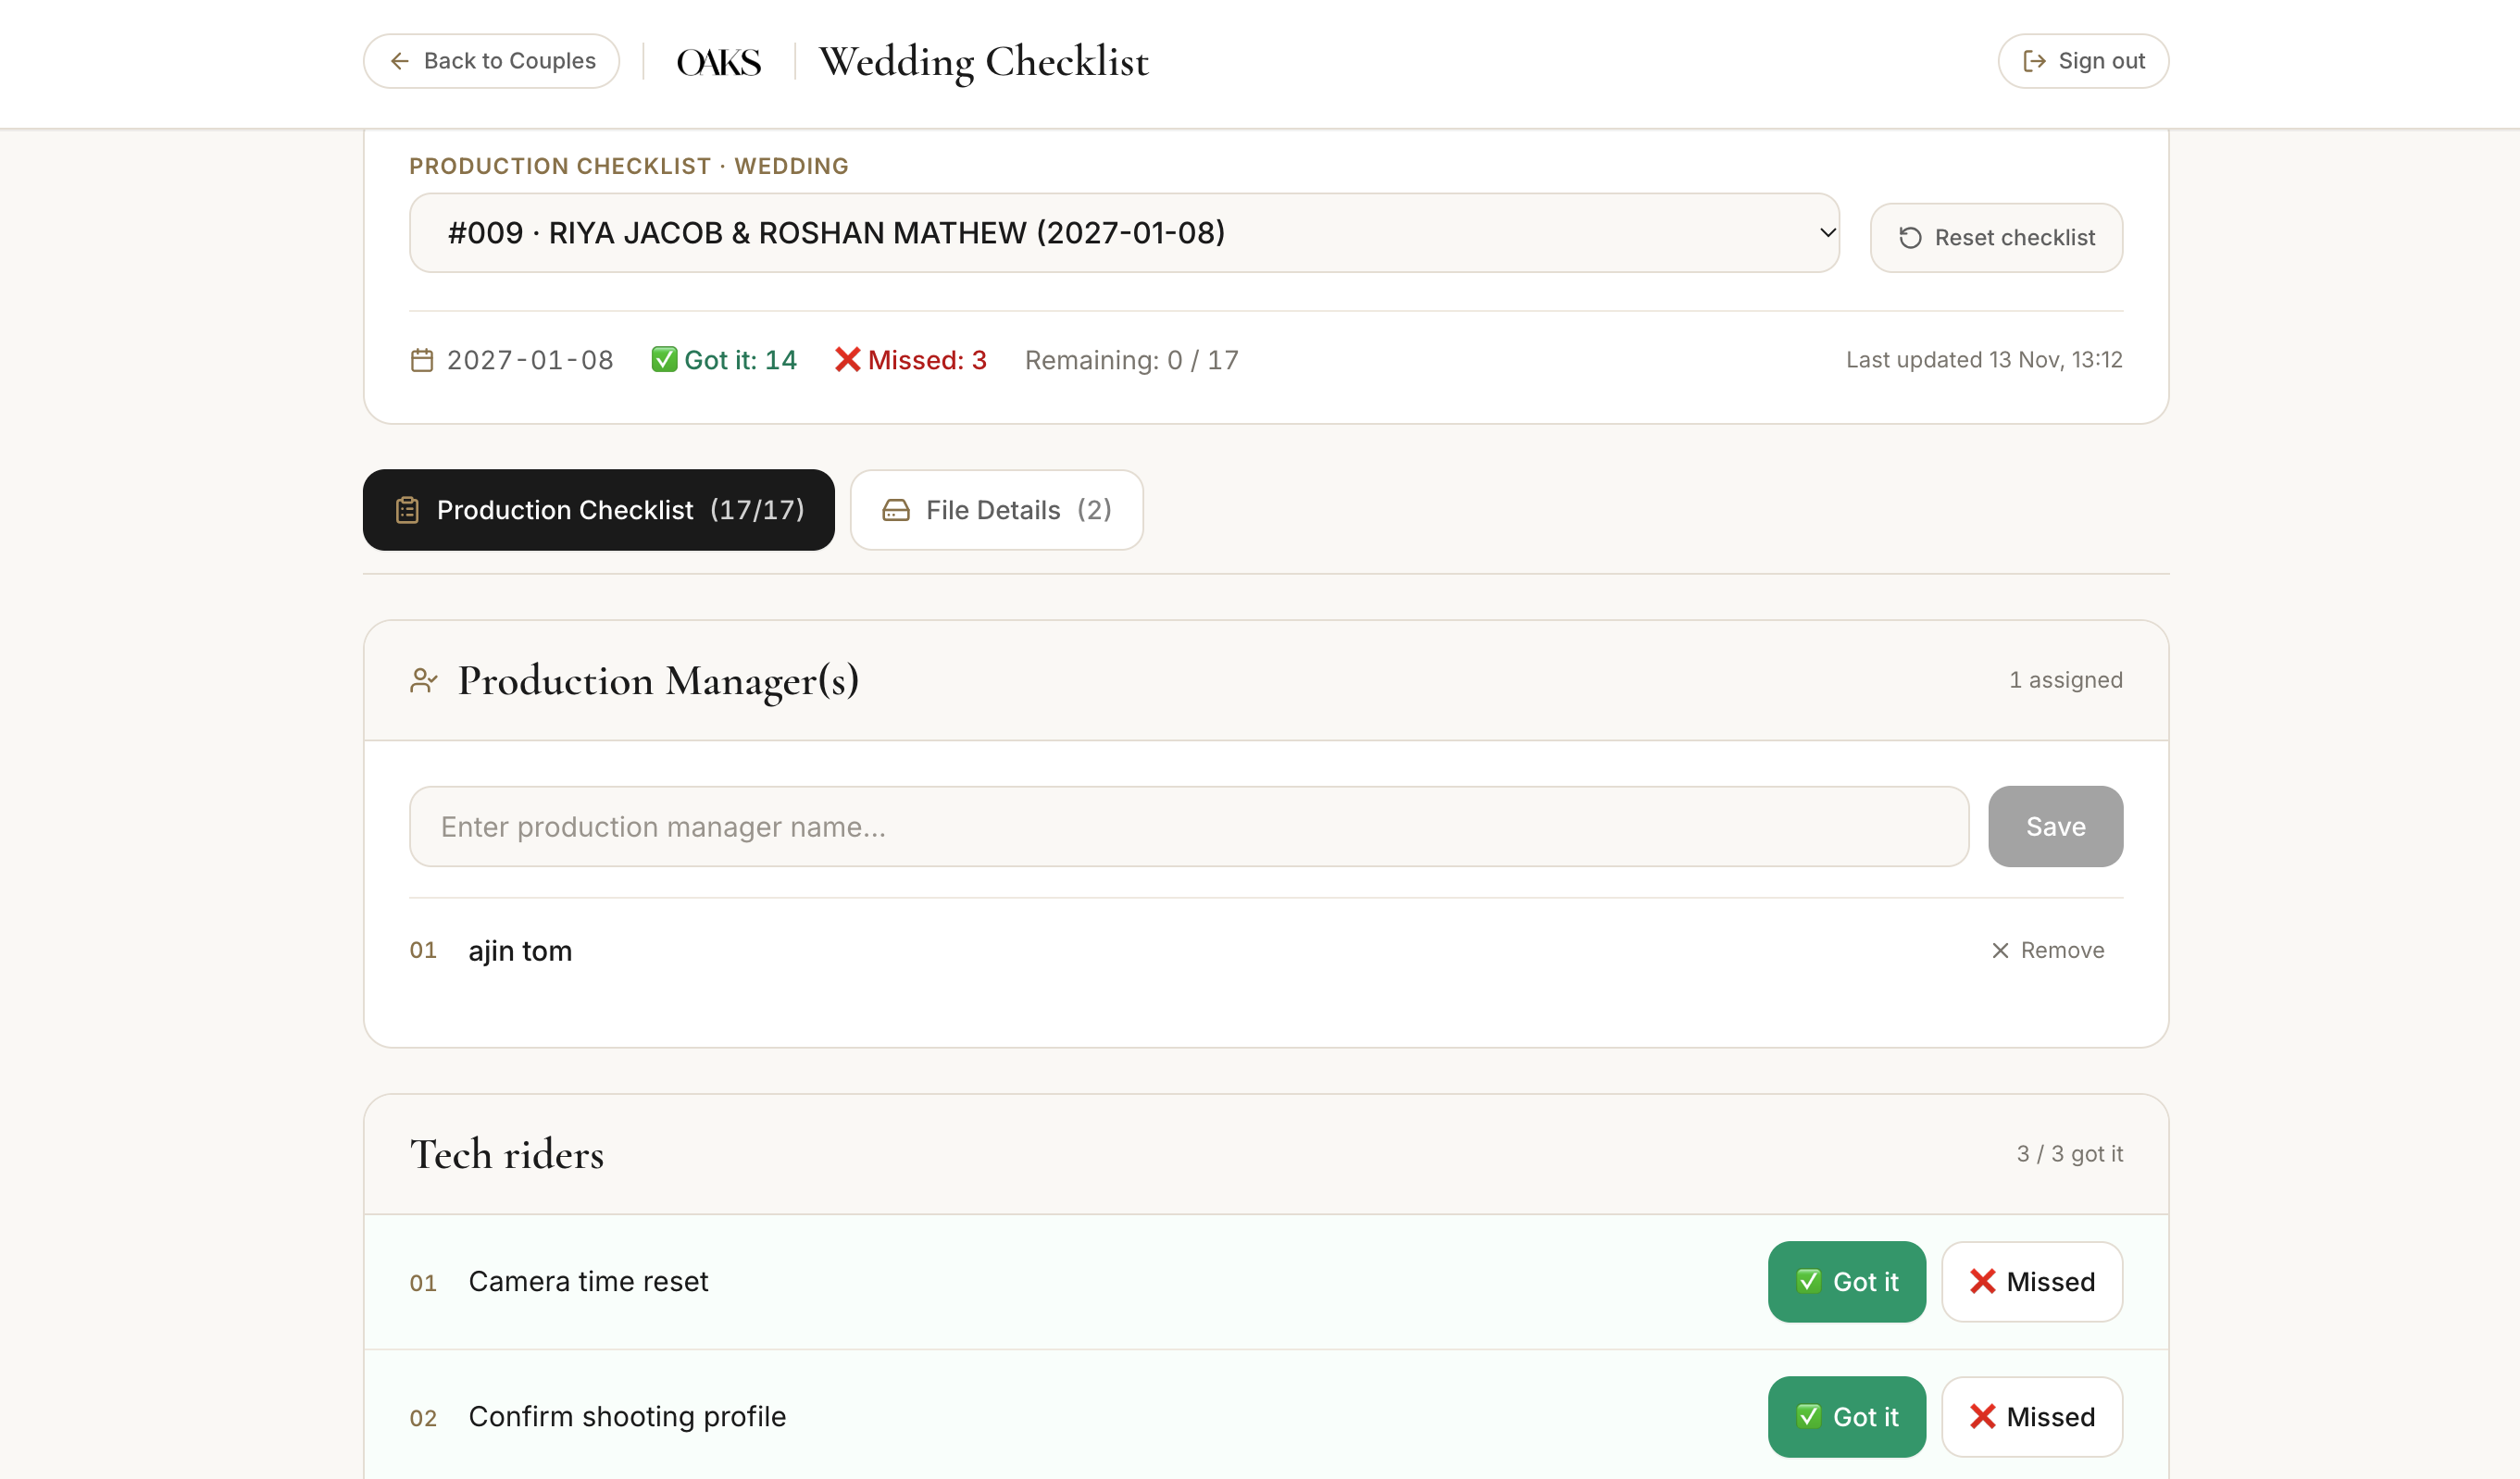 Back to Couples
OAKS
Wedding Checklist
Sign out
PRODUCTION CHECKLIST · WEDDING
#009 · RIYA JACOB & ROSHAN MATHEW (2027-01-08)
Reset checklist
2027-01-08
✅ Got it: 14
❌ Missed: 3
Remaining: 0 / 17
Last updated 13 Nov, 13:12
Production Checklist (17/17)
File Details (2)
Production Manager(s)
1 assigned
Enter production manager name...
Save
01 ajin tom
Remove
Tech riders
3 / 3 got it
01 Camera time reset
✅ Got it
❌ Missed
02 Confirm shooting profile
✅ Got it
❌ Missed